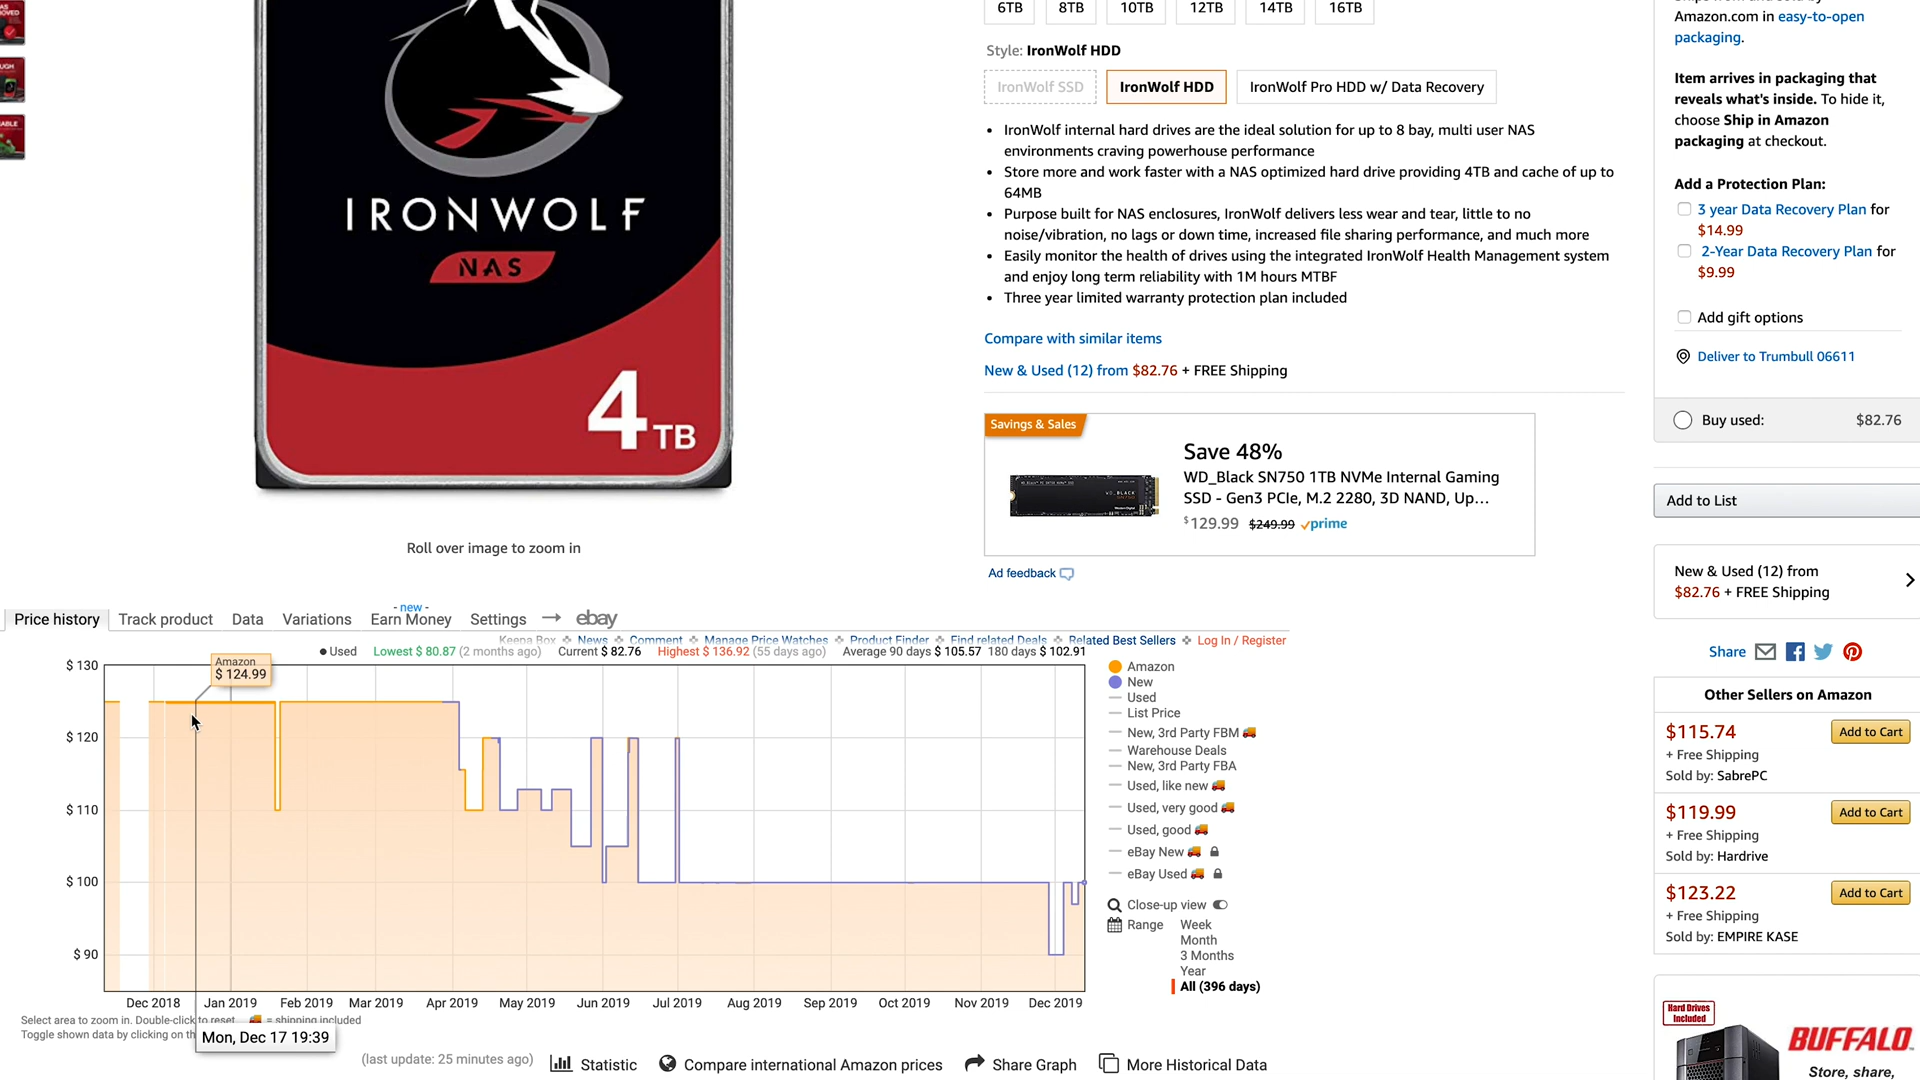 UGH
ABLE
IRONWOLF
NAS
4TB
Roll over image to zoom in
6TB
8TB
10TB
12TB
14TB
16TB
Style: IronWolf HDD
IronWolf SSD
IronWolf HDD
IronWolf Pro HDD w/ Data Recovery
IronWolf internal hard drives are the ideal solution for up to 8 bay, multi user NAS
environments craving powerhouse performance
Store more and work faster with a NAS optimized hard drive providing 4TB and cache of up to
64MB
Purpose built for NAS enclosures, IronWolf delivers less wear and tear, little to no
noise/vibration, no lags or down time, increased file sharing performance, and much more
Easily monitor the health of drives using the integrated IronWolf Health Management system
and enjoy long term reliability with 1M hours MTBF
Three year limited warranty protection plan included
Compare with similar items
New & Used (12) from $82.76 + FREE Shipping
Savings & Sales
Save 48%
WD_Black SN750 1TB NVMe Internal Gaming
SSD - Gen3 PCIe, M.2 2280, 3D NAND, Up…
$129.99 $249.99 prime
Ad feedback
Amazon.com in easy-to-open
packaging.
Item arrives in packaging that
reveals what's inside. To hide it,
choose Ship in Amazon
packaging at checkout.
Add a Protection Plan:
3 year Data Recovery Plan for
$14.99
2-Year Data Recovery Plan for
$9.99
Add gift options
Deliver to Trumbull 06611
Buy used: $82.76
Add to List
New & Used (12) from
$82.76 + FREE Shipping
Share
Other Sellers on Amazon
$115.74 Add to Cart
+ Free Shipping
Sold by: SabrePC
$119.99 Add to Cart
+ Free Shipping
Sold by: Hardrive
$123.22 Add to Cart
+ Free Shipping
Sold by: EMPIRE KASE
Hard Drives
Included
BUFFALO
Store, share,
- new -
Price history Track product Data Variations Earn Money Settings → ebay
Keepa Box News Comment Manage Price Watches Product Finder Find related Deals Related Best Sellers Log In / Register
Used Lowest $ 80.87 (2 months ago) Current $ 82.76 Highest $ 136.92 (55 days ago) Average 90 days $ 105.57 180 days $ 102.91
Amazon
$ 124.99
$ 130
$ 120
$ 110
$ 100
$ 90
Dec 2018 Jan 2019 Feb 2019 Mar 2019 Apr 2019 May 2019 Jun 2019 Jul 2019 Aug 2019 Sep 2019 Oct 2019 Nov 2019 Dec 2019
Amazon
New
Used
List Price
New, 3rd Party FBM
Warehouse Deals
New, 3rd Party FBA
Used, like new
Used, very good
Used, good
eBay New
eBay Used
Close-up view
Range
Week
Month
3 Months
Year
All (396 days)
Select area to zoom in. Double-click to reset. = shipping included
Toggle shown data by clicking on th
Mon, Dec 17 19:39
(last update: 25 minutes ago)
Statistic
Compare international Amazon prices
Share Graph
More Historical Data